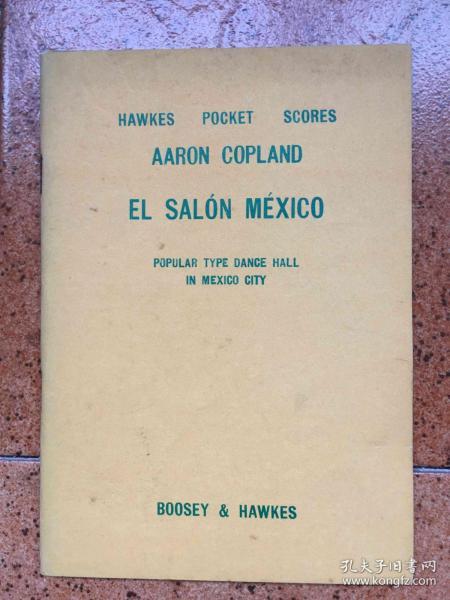 HAWKES POCKET SCORES
AARON COPLAND
EL SALÓN MÉXICO
POPULAR TYPE DANCE HALL
IN MEXICO CITY
BOOSEY & HAWKES
孔夫子旧书网
www.kongfz.com